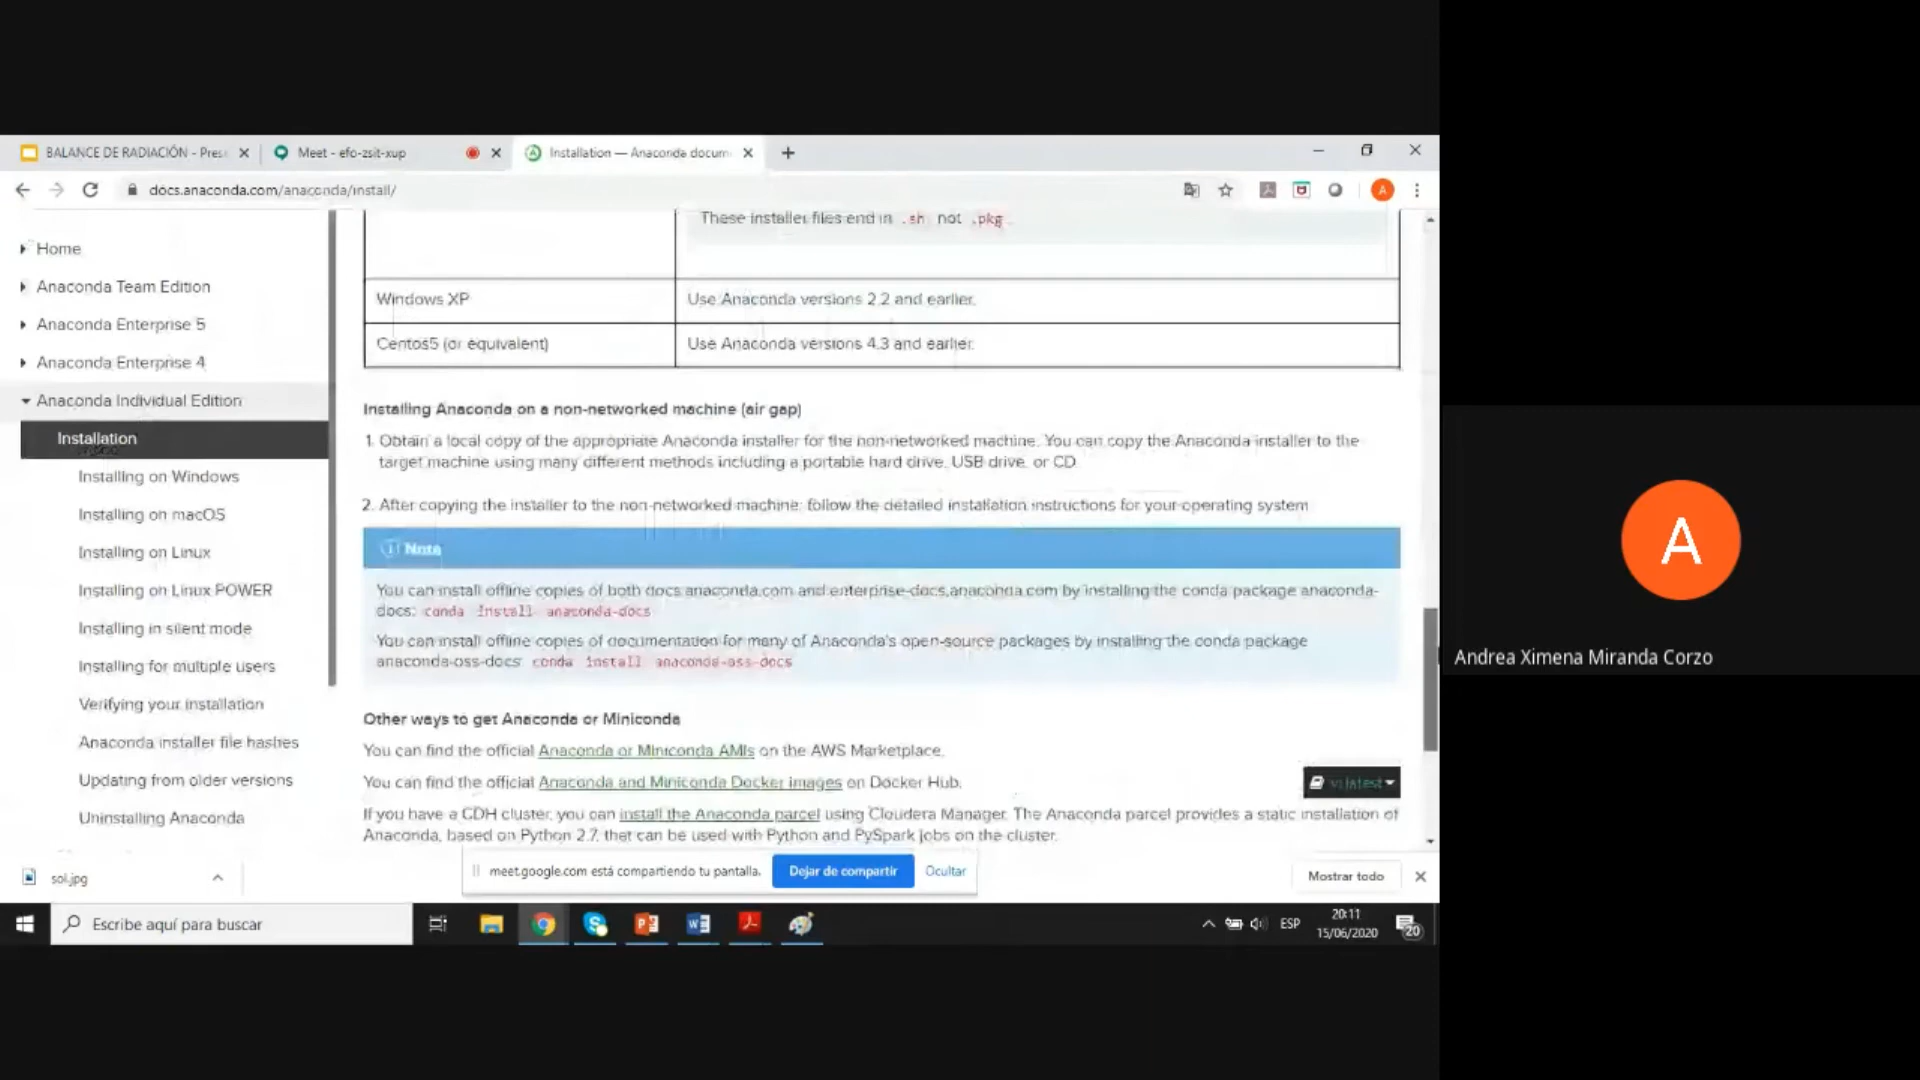 BALANCE DE RADIACIÓN - Pres
Meet - efo-zsit-xup
Installation — Anaconda docum
docs.anaconda.com/anaconda/install/
A
Home
Anaconda Team Edition
Anaconda Enterprise 5
Anaconda Enterprise 4
Anaconda Individual Edition
Installation
Installing on Windows
Installing on macOS
Installing on Linux
Installing on Linux POWER
Installing in silent mode
Installing for multiple users
Verifying your installation
Anaconda installer file hashes
Updating from older versions
Uninstalling Anaconda
These installer files end in .sh not .pkg
Windows XP
Use Anaconda versions 2.2 and earlier.
Centos5 (or equivalent)
Use Anaconda versions 4.3 and earlier.
Installing Anaconda on a non-networked machine (air gap)
1. Obtain a local copy of the appropriate Anaconda installer for the non-networked machine. You can copy the Anaconda installer to the
target machine using many different methods including a portable hard drive, USB drive, or CD.
2. After copying the installer to the non-networked machine, follow the detailed installation instructions for your operating system
Note
You can install offline copies of both docs.anaconda.com and enterprise-docs.anaconda.com by installing the conda package anaconda-
docs: conda install anaconda-docs
You can install offline copies of documentation for many of Anaconda's open-source packages by installing the conda package
anaconda-oss-docs: conda install anaconda-oss-docs
Other ways to get Anaconda or Miniconda
You can find the official Anaconda or Miniconda AMIs on the AWS Marketplace.
You can find the official Anaconda and Miniconda Docker images on Docker Hub.
latest
If you have a CDH cluster, you can install the Anaconda parcel using Cloudera Manager. The Anaconda parcel provides a static installation of
Anaconda, based on Python 2.7, that can be used with Python and PySpark jobs on the cluster.
sol.jpg
meet.google.com está compartiendo tu pantalla.
Dejar de compartir
Ocultar
Mostrar todo
Escribe aquí para buscar
ESP
20:11
15/06/2020
20
A
Andrea Ximena Miranda Corzo